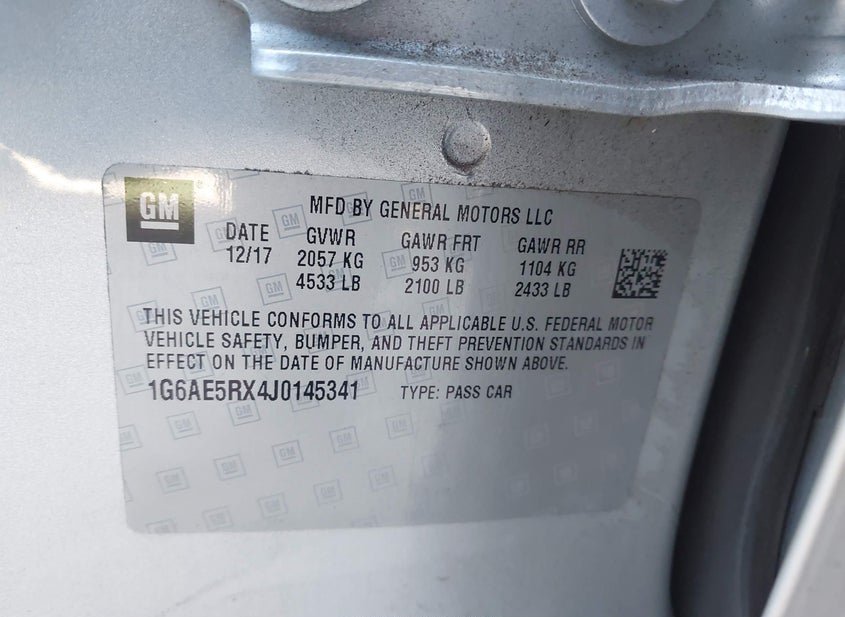 GM
MFD BY GENERAL MOTORS LLC
DATE GVWR GAWR FRT GAWR RR
12/17 2057 KG 953 KG 1104 KG
4533 LB 2100 LB 2433 LB
THIS VEHICLE CONFORMS TO ALL APPLICABLE U.S. FEDERAL MOTOR
VEHICLE SAFETY, BUMPER, AND THEFT PREVENTION STANDARDS IN
EFFECT ON THE DATE OF MANUFACTURE SHOWN ABOVE.
1G6AE5RX4J0145341 TYPE: PASS CAR